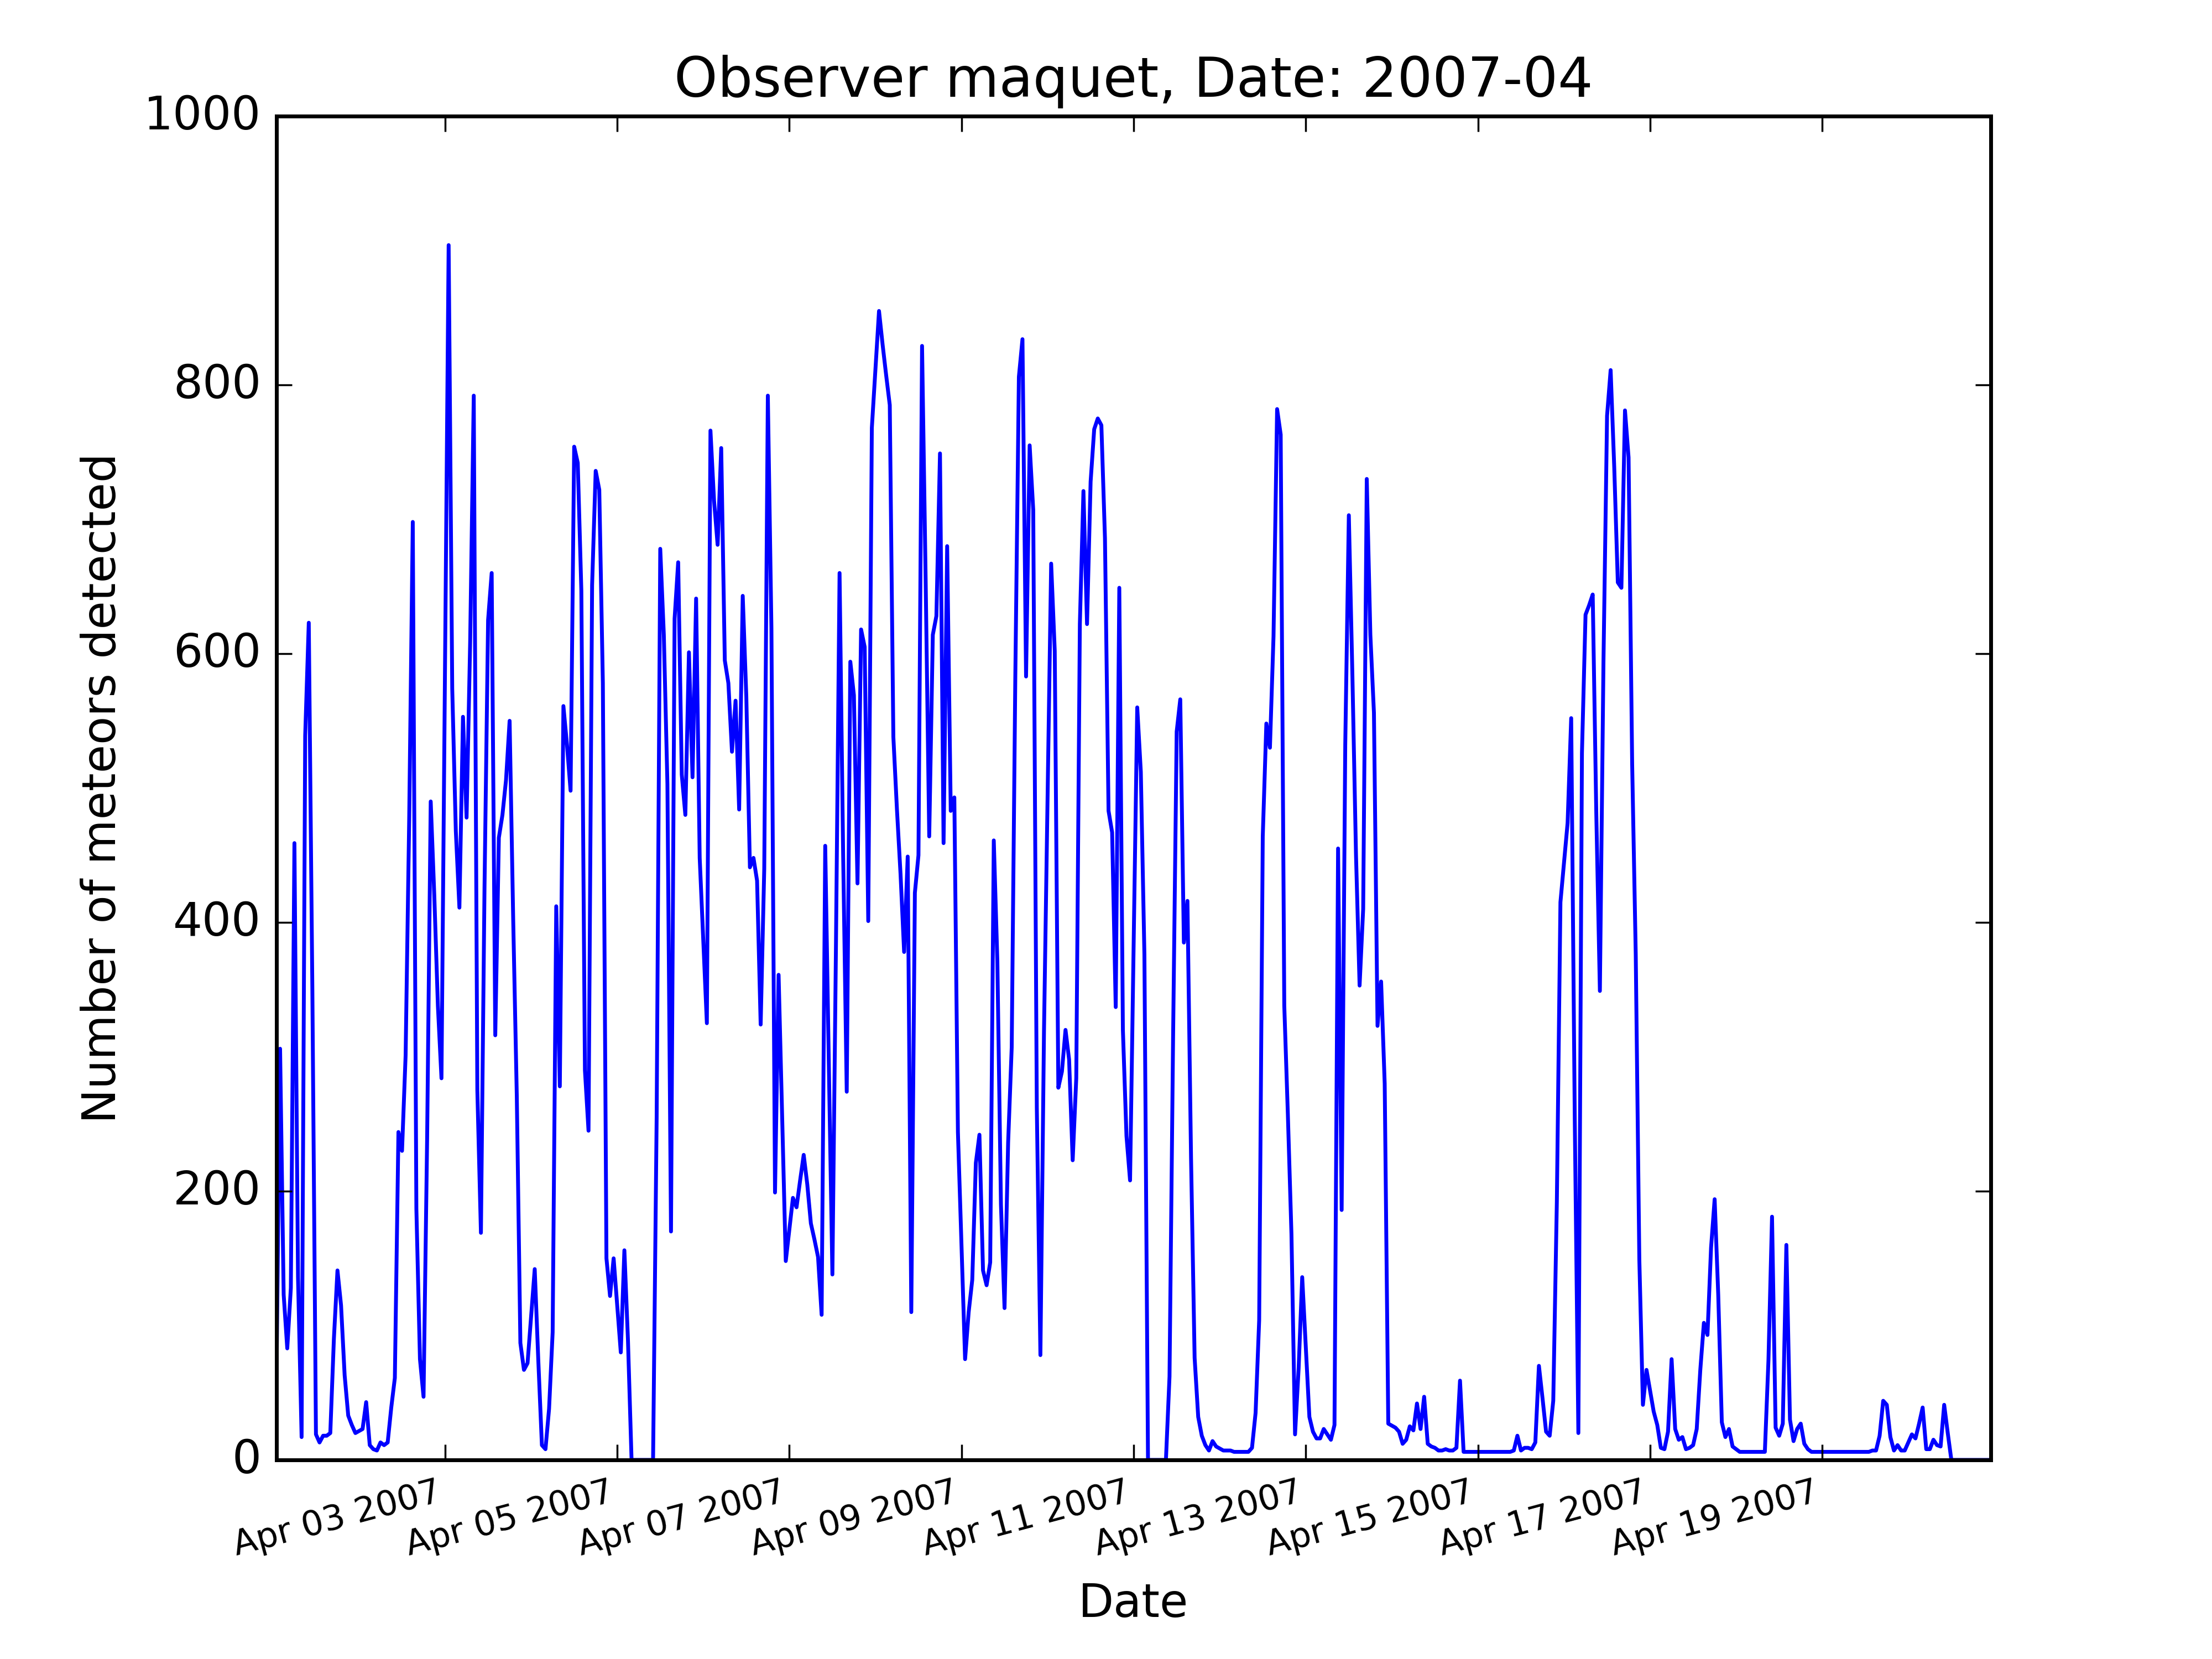 Observer maquet, Date: 2007-04
1000
800
600
400
200
0
Number of meteors detected
Apr 03 2007
Apr 05 2007
Apr 07 2007
Apr 09 2007
Apr 11 2007
Apr 13 2007
Apr 15 2007
Apr 17 2007
Apr 19 2007
Date